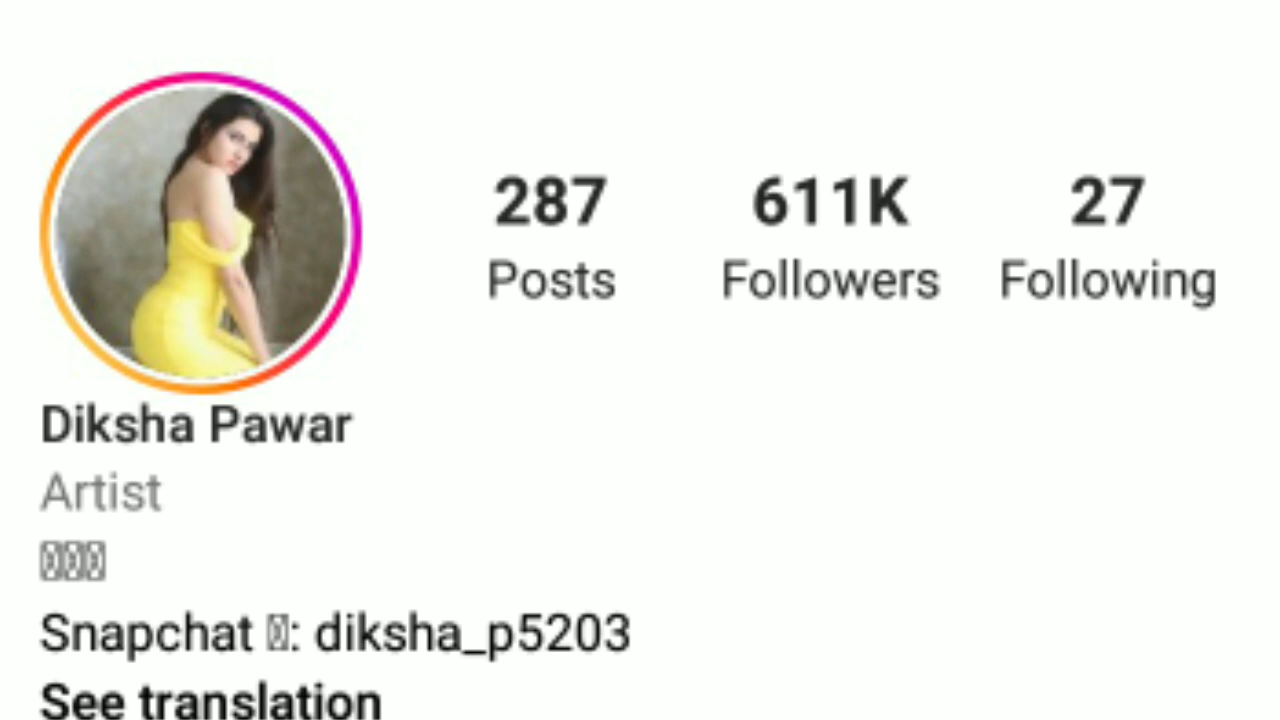 287 611K 27
Posts Followers Following
Diksha Pawar
Artist
Snapchat : diksha_p5203
See translation